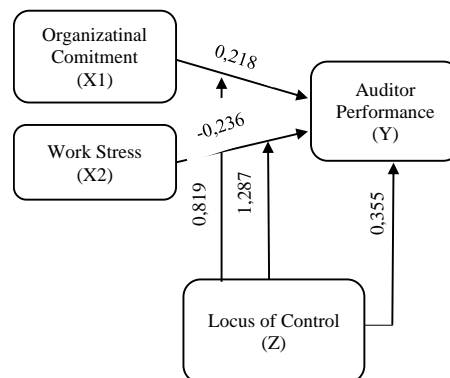 Organizatinal
Comitment
(X1)
0,218
Auditor
Performance
(Y)
-0,236
Work Stress
(X2)
0,819
1,287
0,355
Locus of Control
(Z)